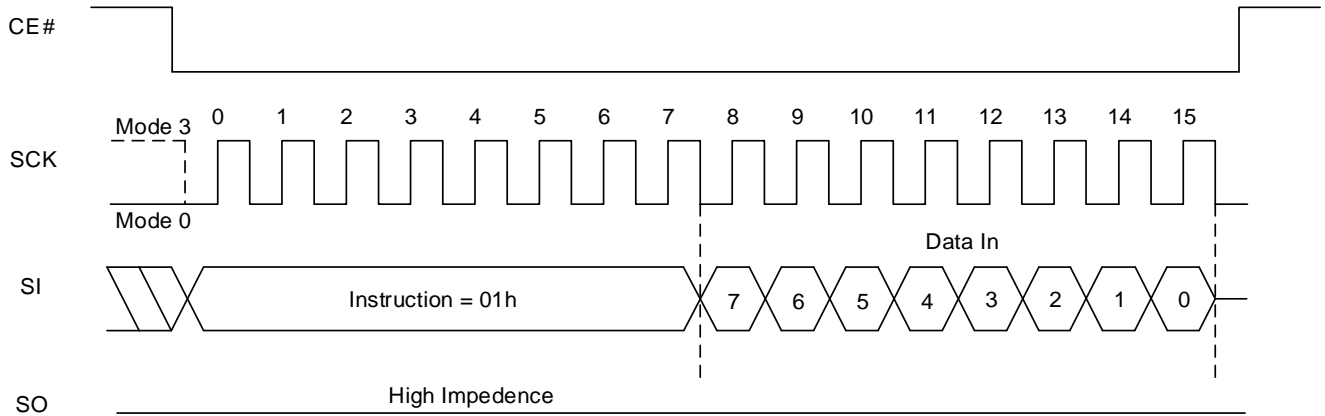 CE#
0 1 2 3 4 5 6 7 8 9 10 11 12 13 14 15
Mode 3
SCK
Mode 0
Data In
SI
Instruction = 01h
7 6 5 4 3 2 1 0
High Impedence
SO